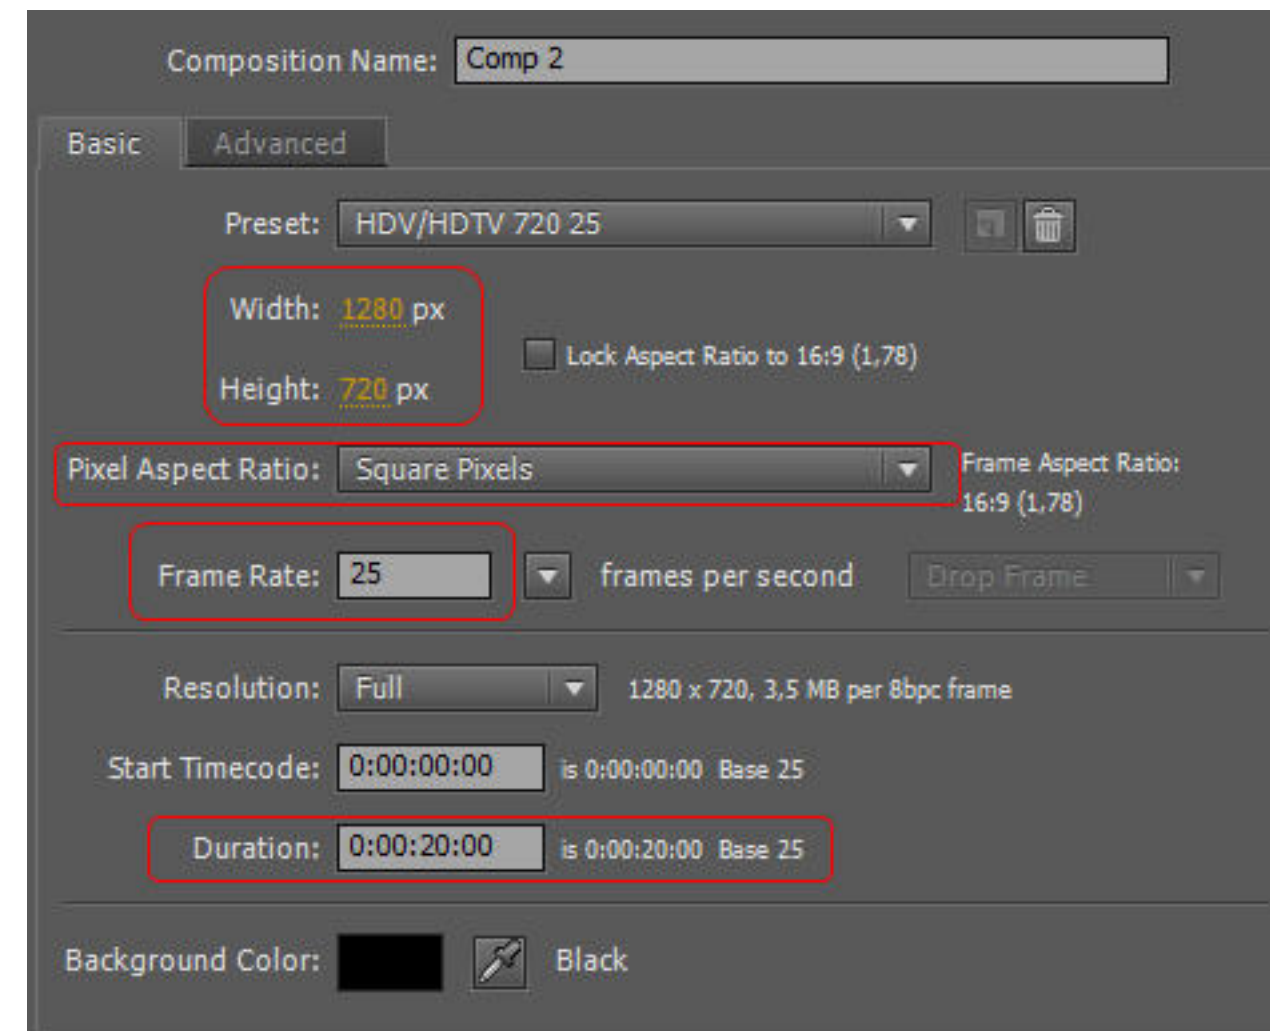 Composition Name: Comp 2
Basic Advanced
Preset: HDV/HDTV 720 25
Width: 1280 px
Lock Aspect Ratio to 16:9 (1,78)
Height: 720 px
Pixel Aspect Ratio: Square Pixels Frame Aspect Ratio:
16:9 (1,78)
Frame Rate: 25 frames per second Drop Frame
Resolution: Full 1280 x 720, 3,5 MB per 8bpc frame
Start Timecode: 0:00:00:00 is 0:00:00:00 Base 25
Duration: 0:00:20:00 is 0:00:20:00 Base 25
Background Color: Black